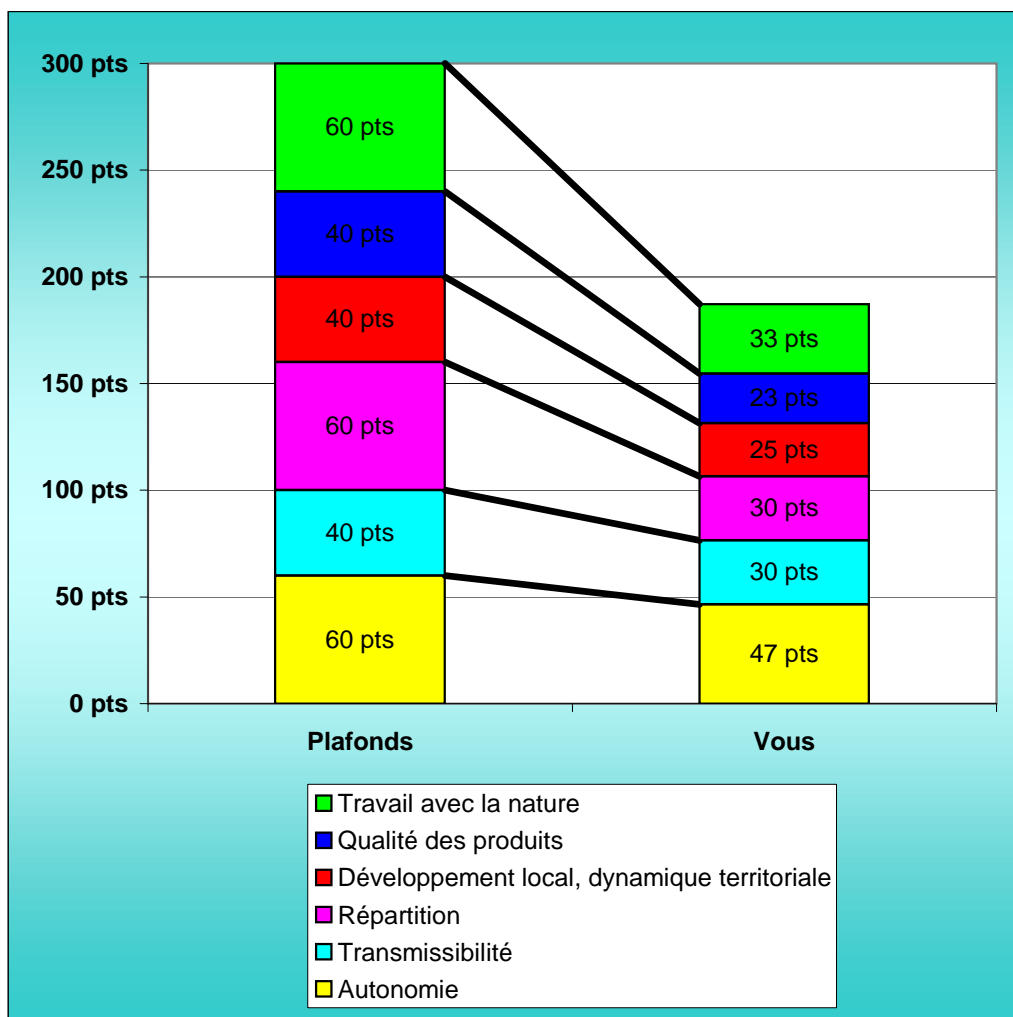 300 pts
250 pts
200 pts
150 pts
100 pts
50 pts
0 pts
60 pts
40 pts
40 pts
60 pts
40 pts
60 pts
33 pts
23 pts
25 pts
30 pts
30 pts
47 pts
Plafonds
Vous
Travail avec la nature
Qualité des produits
Développement local, dynamique territoriale
Répartition
Transmissibilité
Autonomie